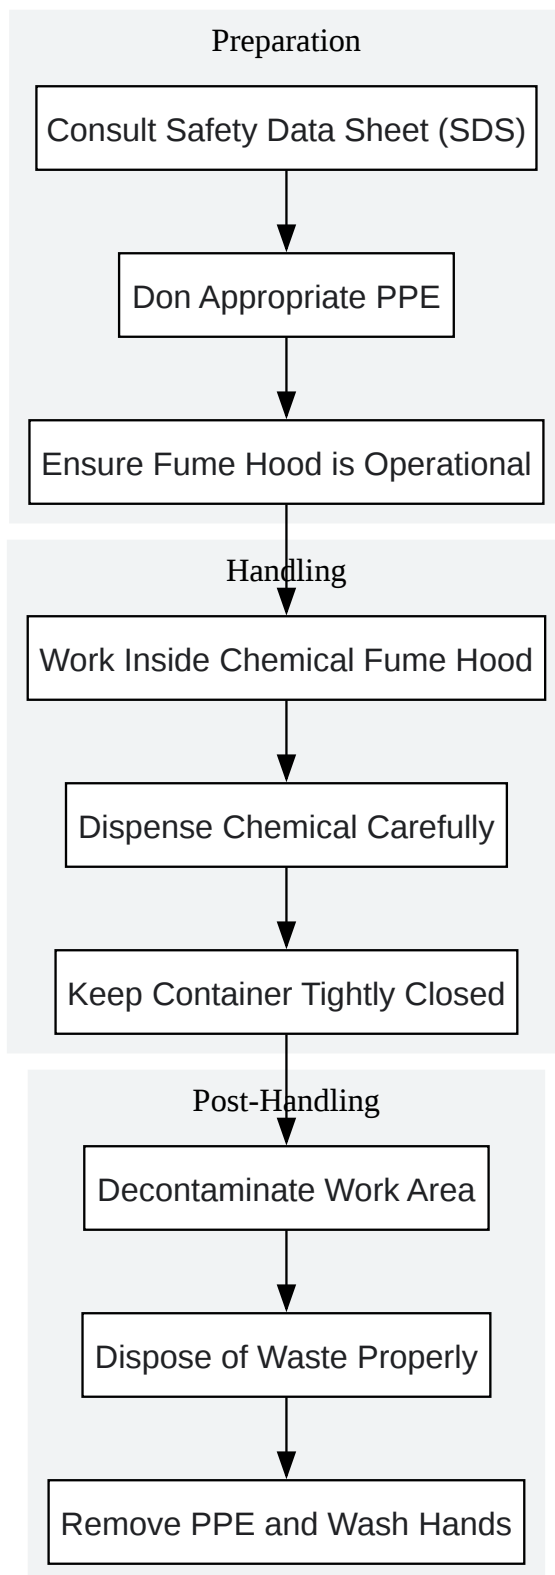 Preparation
Consult Safety Data Sheet (SDS)
Don Appropriate PPE
Ensure Fume Hood is Operational
Handling
Work Inside Chemical Fume Hood
Dispense Chemical Carefully
Keep Container Tightly Closed
Post-Handling
Decontaminate Work Area
Dispose of Waste Properly
Remove PPE and Wash Hands